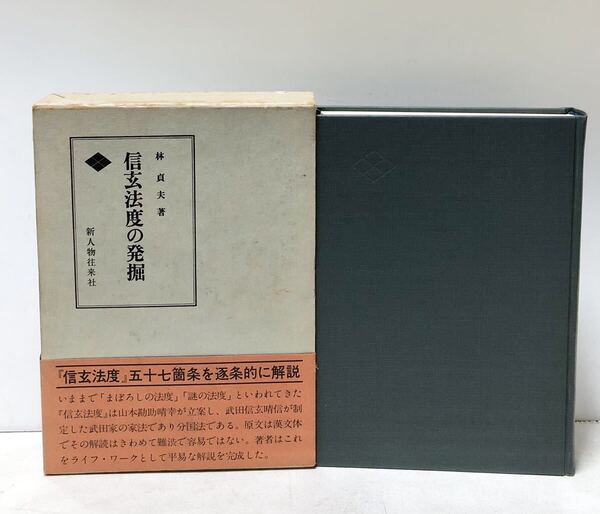 林 貞夫 著
信玄法度の発掘
新人物往来社
『信玄法度』五十七箇条を逐条的に解説
いままで「まぼろしの法度」「謎の法度」といわれてきた
『信玄法度』は山本勘助晴幸が立案し、武田信玄晴信が制
定した武田家の家法であり分国法である。原文は漢文体
でその解読はきわめて難渋で容易ではない。著者はこれ
をライフ・ワークとして平易な解説を完成した。